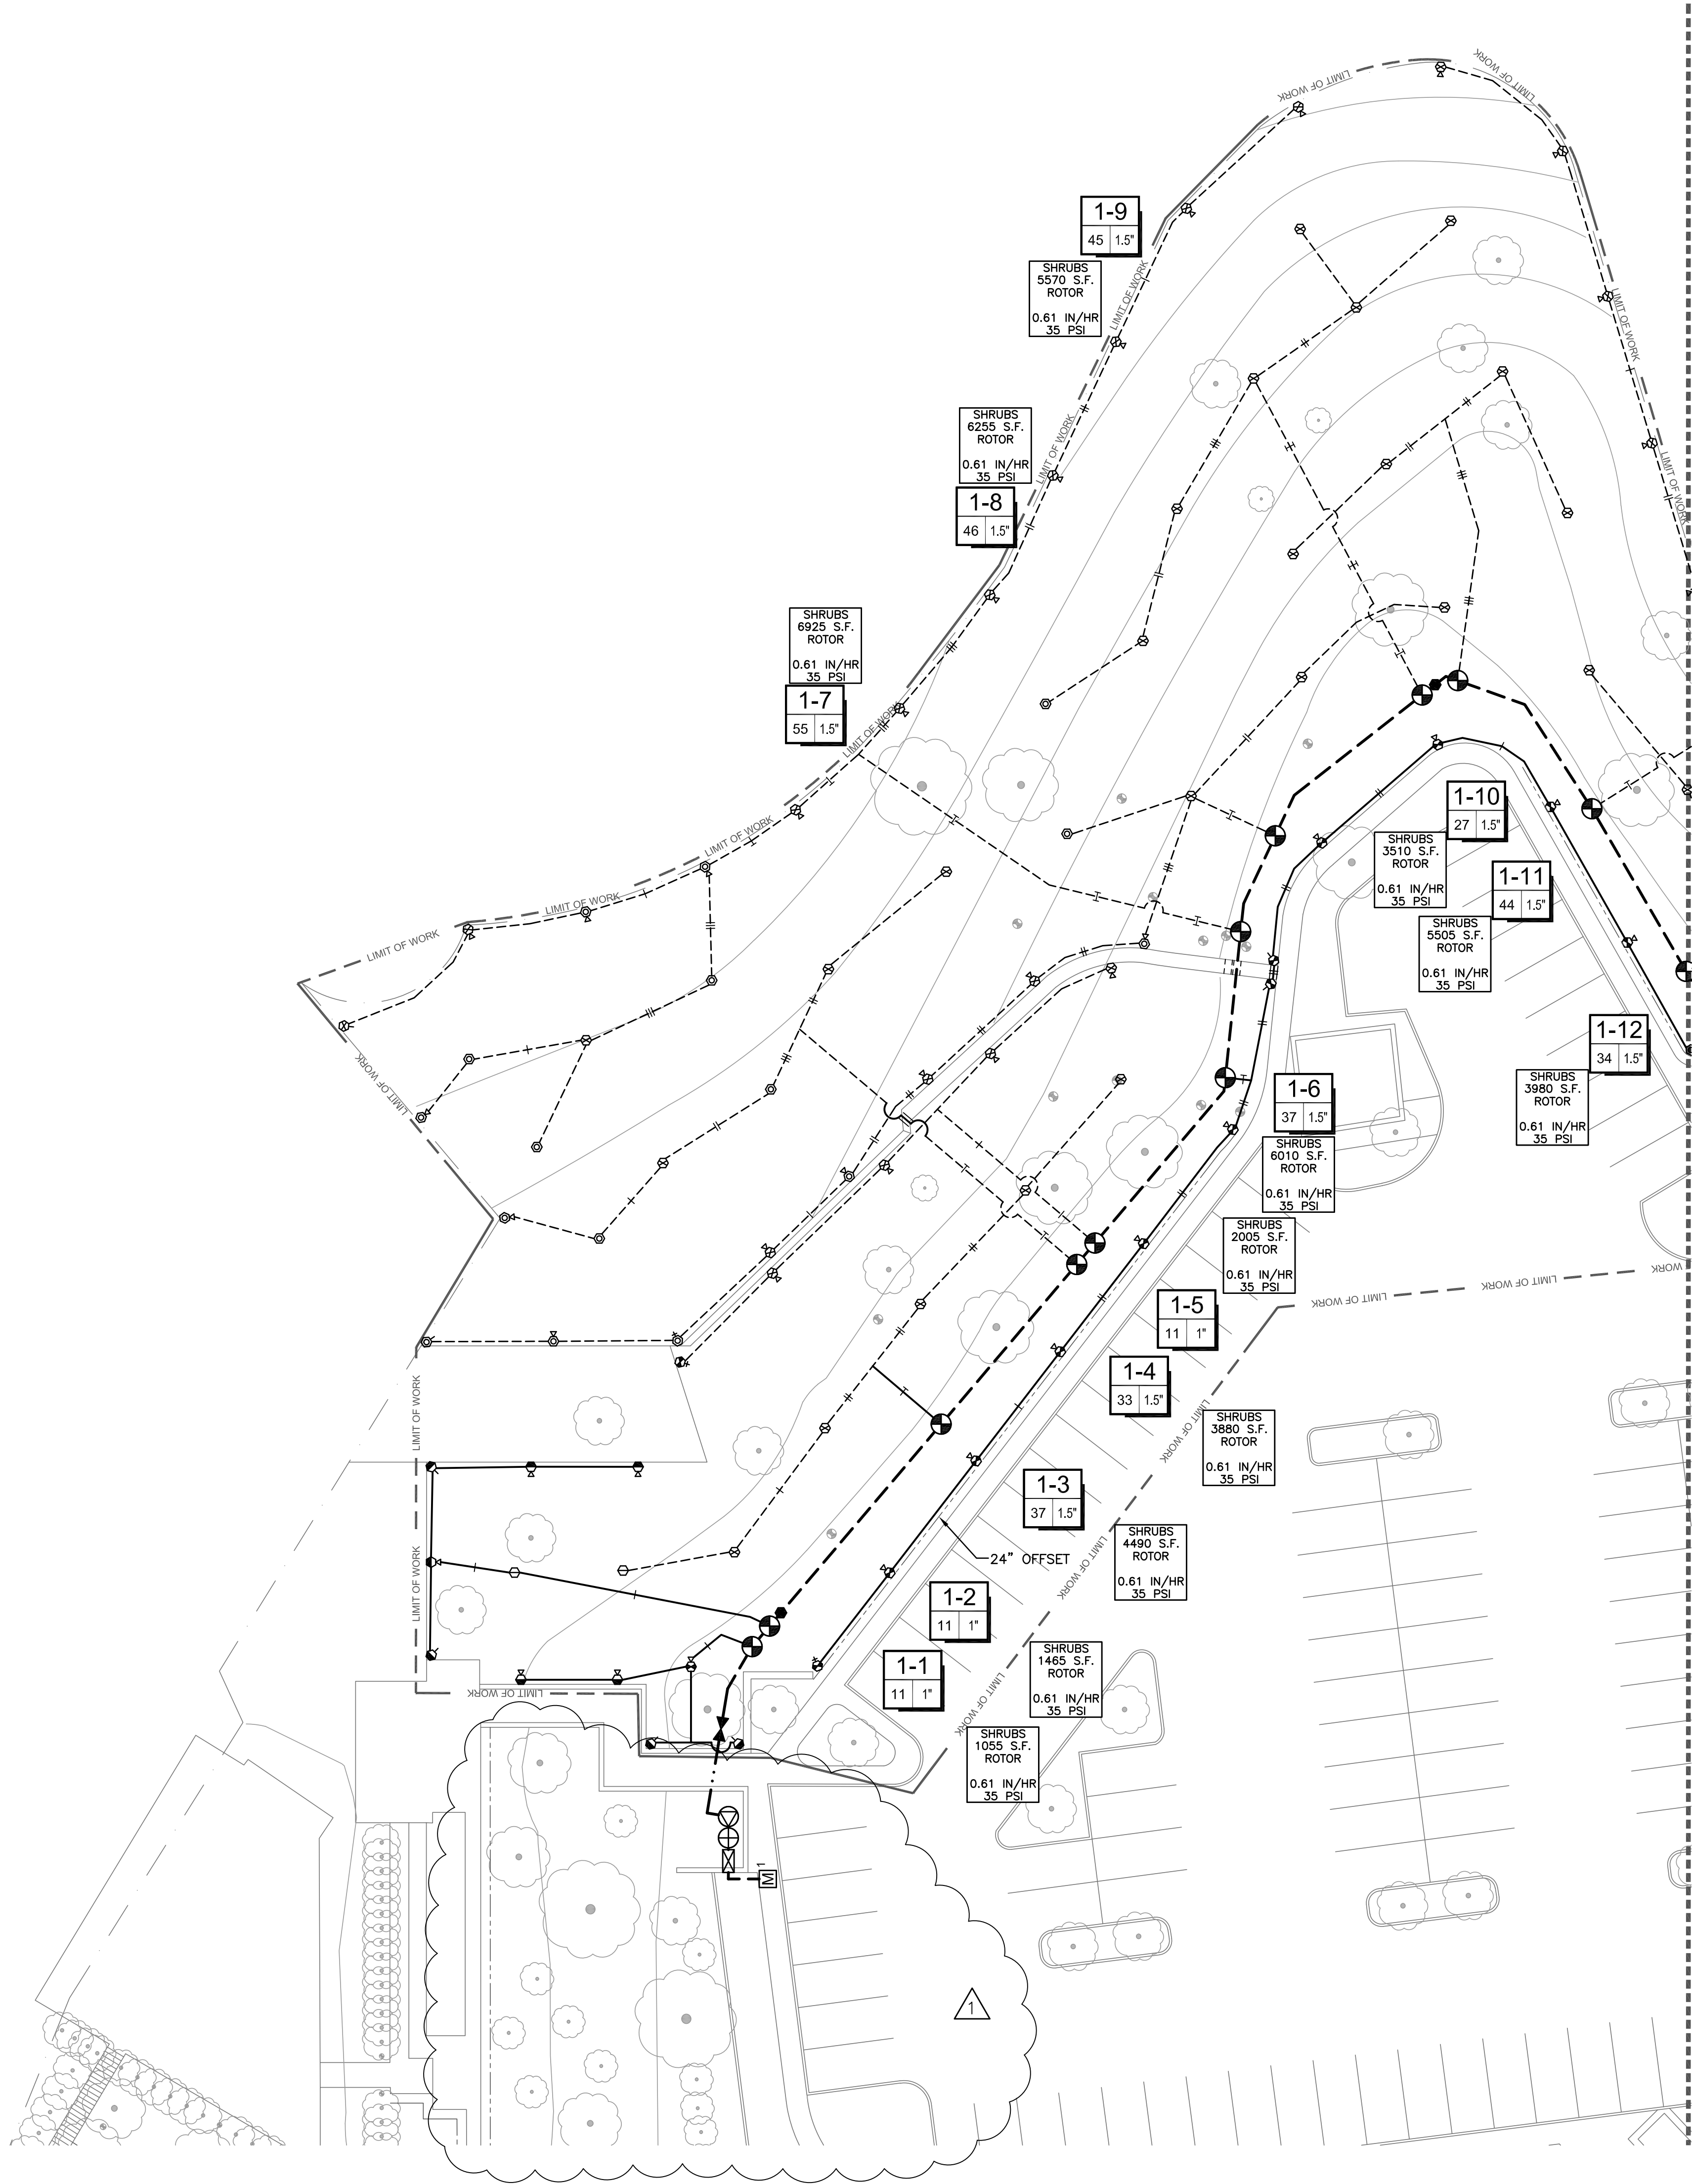 LIMIT OF WORK
LIMIT OF WORK
1-9
45 1.5"
SHRUBS
5570 S.F.
ROTOR
0.61 IN/HR
35 PSI
LIMIT OF WORK
LIMIT OF WORK
SHRUBS
6255 S.F.
ROTOR
0.61 IN/HR
35 PSI
1-8
46 1.5"
LIMIT OF WORK
LIMIT OF WORK
SHRUBS
6925 S.F.
ROTOR
0.61 IN/HR
35 PSI
1-7
55 1.5"
LIMIT OF WORK
LIMIT OF WORK
LIMIT OF WORK
LIMIT OF WORK
1-10
27 1.5"
SHRUBS
3510 S.F.
ROTOR
0.61 IN/HR
35 PSI
1-11
44 1.5"
SHRUBS
5505 S.F.
ROTOR
0.61 IN/HR
35 PSI
1-12
34 1.5"
SHRUBS
3980 S.F.
ROTOR
0.61 IN/HR
35 PSI
LIMIT OF WORK
1-6
37 1.5"
SHRUBS
6010 S.F.
ROTOR
0.61 IN/HR
35 PSI
SHRUBS
2005 S.F.
ROTOR
0.61 IN/HR
35 PSI
WORK
LIMIT OF WORK
LIMIT OF WORK
1-5
11 1"
1-4
33 1.5"
SHRUBS
3880 S.F.
ROTOR
0.61 IN/HR
35 PSI
LIMIT OF WORK
LIMIT OF WORK
1-3
37 1.5"
SHRUBS
4490 S.F.
ROTOR
0.61 IN/HR
35 PSI
24" OFFSET
LIMIT OF WORK
LIMIT OF WORK
1-2
11 1"
1-1
11 1"
SHRUBS
1465 S.F.
ROTOR
0.61 IN/HR
35 PSI
LIMIT OF WORK
LIMIT OF WORK
SHRUBS
1055 S.F.
ROTOR
0.61 IN/HR
35 PSI
M 1
1